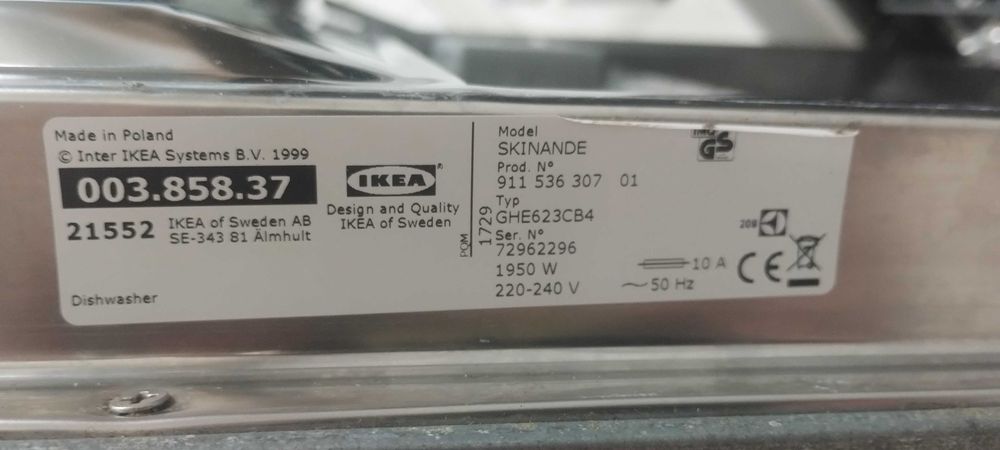 Made in Poland
© Inter IKEA Systems B.V. 1999
003.858.37
21552 IKEA of Sweden AB
SE-343 81 Älmhult
Dishwasher
IKEA®
Design and Quality
IKEA of Sweden
PQM 1729
Model
SKINANDE
Prod. N°
911 536 307 01
Typ
GHE623CB4
Ser. N°
72962296
1950 W
220-240 V
10 A
~ 50 Hz
GS
208
CE